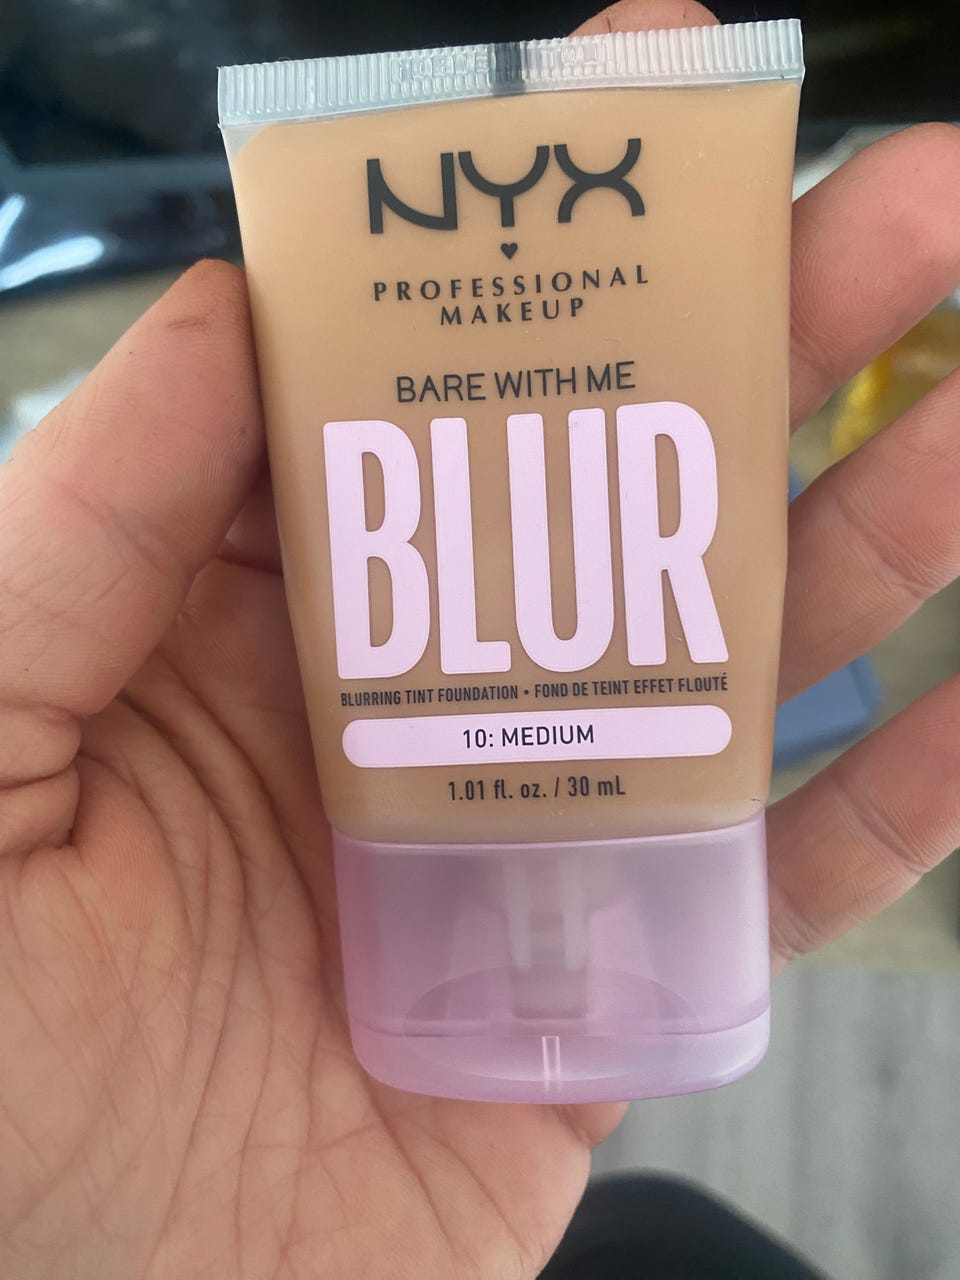 NYX
PROFESSIONAL
MAKEUP
BARE WITH ME
BLUR
BLURRING TINT FOUNDATION • FOND DE TEINT EFFET FLOUTÉ
10: MEDIUM
1.01 fl. oz. / 30 mL